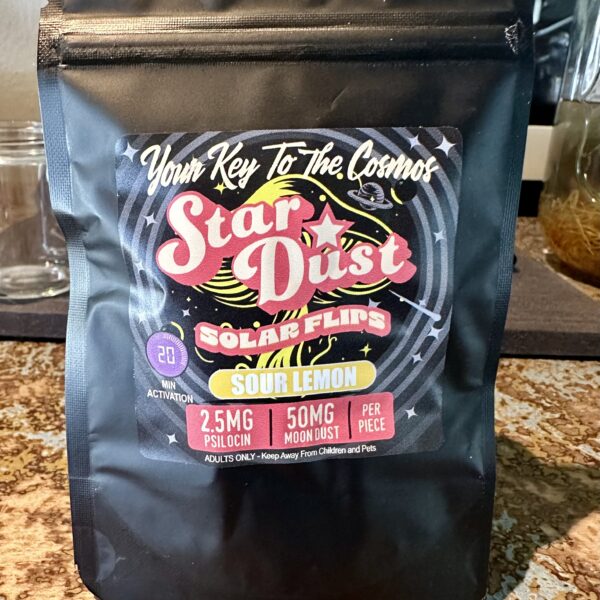 Your Key To The Cosmos
Star
Dust
SOLAR FLIPS
SOUR LEMON
20
MIN
ACTIVATION
2.5MG
PSILOCIN
50MG
MOON DUST
PER
PIECE
ADULTS ONLY - Keep Away From Children and Pets